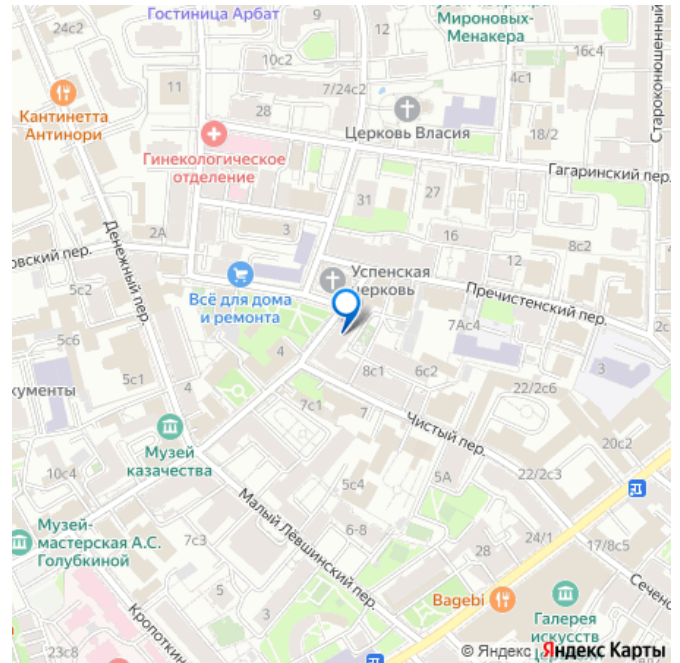 24с2
Гостиница Арбат
9
13
Мироновых-
Менакера
10с2
16с4
4с1
7/24с2
11
28
Кантинетта
Антинори
Церковь Власия
18/2
Староконюшенный
Гинекологическое
отделение
Гагаринский пер.
31
27
Денежный пер.
2А
3
16
8с2
12
овский пер.
5с2
Успенская
церковь
Всё для дома
и ремонта
Пречистенский пер.
7Ас4
2с
5с6
4
5с1
4
8с1
6с2
22/2с6
3
кументы
7с1
7
Чистый пер.
Музей
казачества
20с2
10с4
5с4
5А
22/2с3
Музей-
мастерская А.С.
Голубкиной
7с3
Малый Лёвшинский пер.
6-8
24/1
17/8с5
28
5
3
Bagebi
Сечено
Кропоткин
Галерея
искусств
23с8
© Яндекс Яндекс Карты